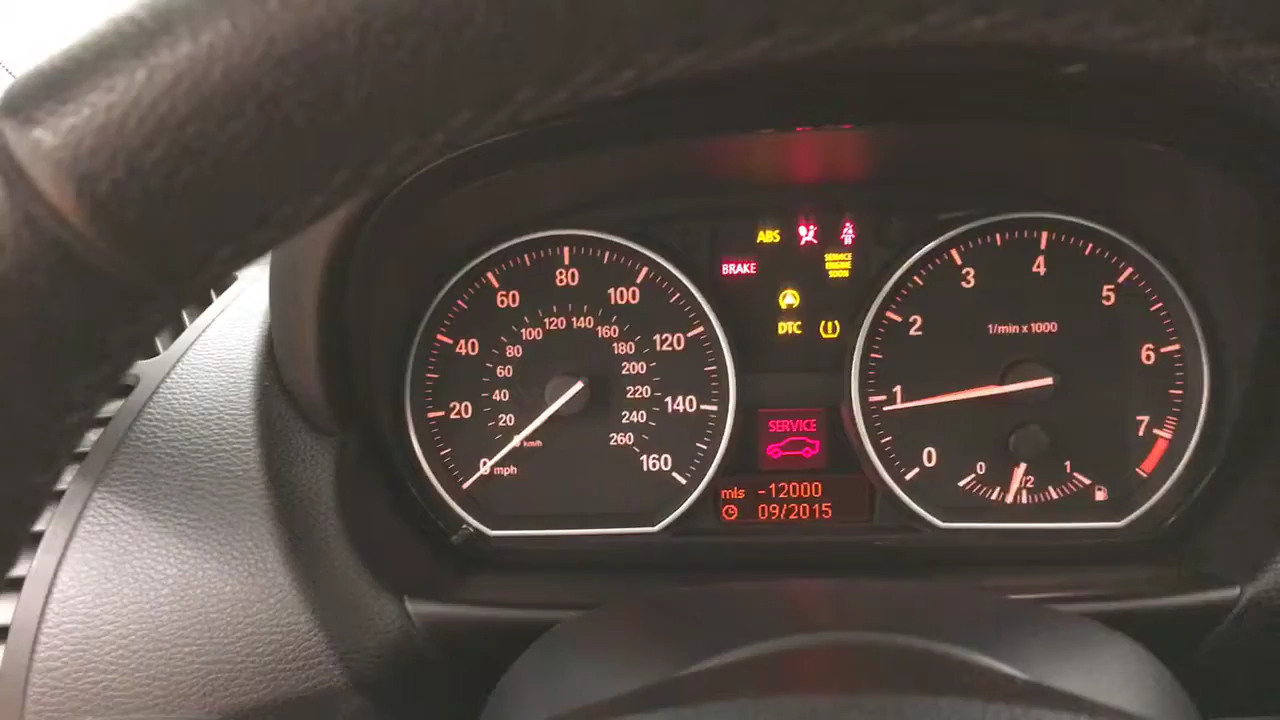 ABS
BRAKE
SERVICE
ENGINE
SOON
DTC
0 20 40 60 80 100 120 140 160
mph
0 20 40 60 80 100 120 140 160 180 200 220 240 260
km/h
SERVICE
mls -12000
09/2015
0 1 2 3 4 5 6 7
1/min x 1000
0 1/2 1